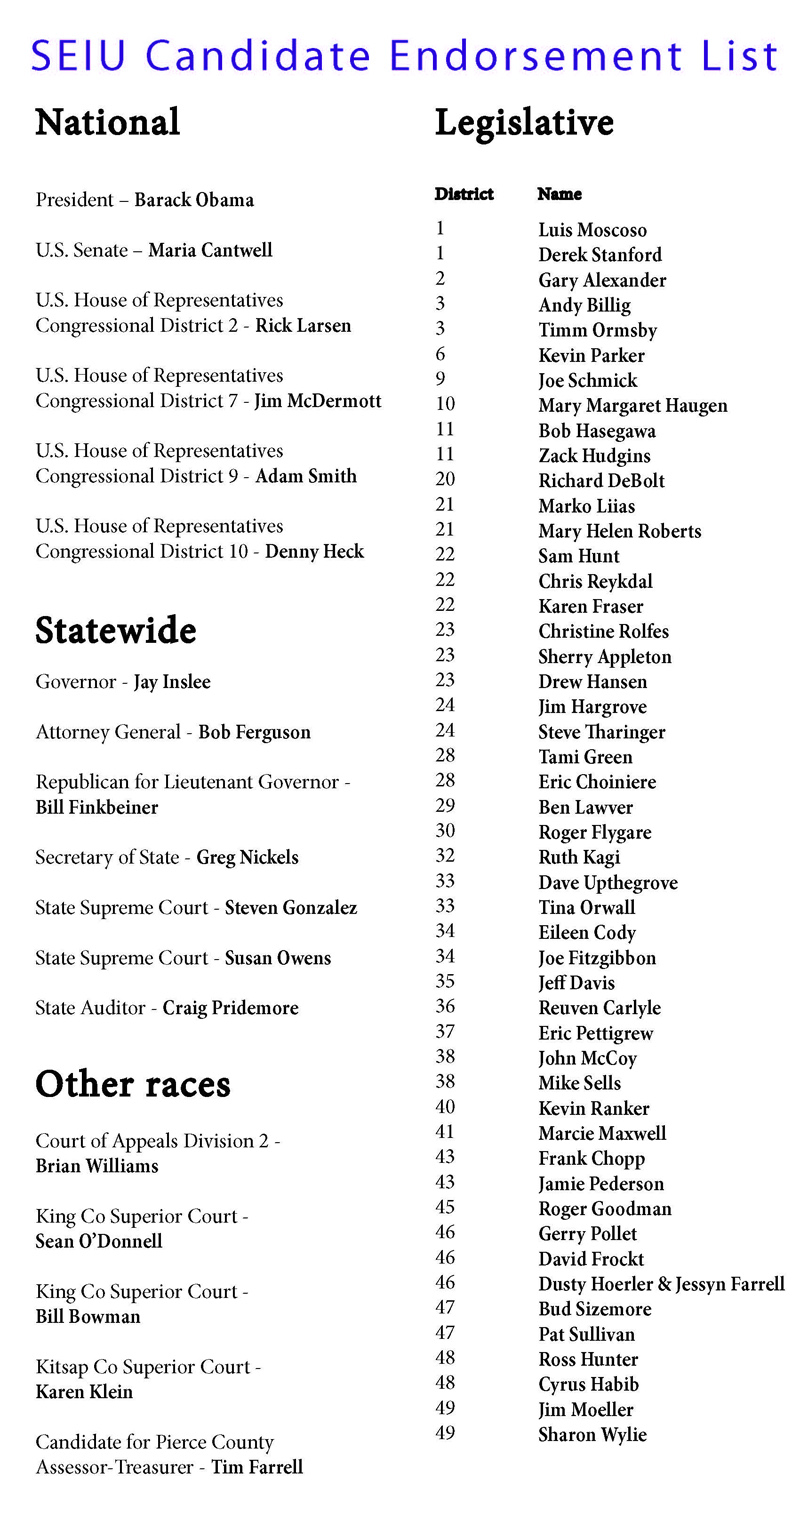 SEIU Candidate Endorsement List
National
President – Barack Obama
U.S. Senate – Maria Cantwell
U.S. House of Representatives
Congressional District 2 - Rick Larsen
U.S. House of Representatives
Congressional District 7 - Jim McDermott
U.S. House of Representatives
Congressional District 9 - Adam Smith
U.S. House of Representatives
Congressional District 10 - Denny Heck
Statewide
Governor - Jay Inslee
Attorney General - Bob Ferguson
Republican for Lieutenant Governor -
Bill Finkbeiner
Secretary of State - Greg Nickels
State Supreme Court - Steven Gonzalez
State Supreme Court - Susan Owens
State Auditor - Craig Pridemore
Other races
Court of Appeals Division 2 -
Brian Williams
King Co Superior Court -
Sean O’Donnell
King Co Superior Court -
Bill Bowman
Kitsap Co Superior Court -
Karen Klein
Candidate for Pierce County
Assessor-Treasurer - Tim Farrell
Legislative
District Name
1 Luis Moscoso
1 Derek Stanford
2 Gary Alexander
3 Andy Billig
3 Timm Ormsby
6 Kevin Parker
9 Joe Schmick
10 Mary Margaret Haugen
11 Bob Hasegawa
11 Zack Hudgins
20 Richard DeBolt
21 Marko Liias
21 Mary Helen Roberts
22 Sam Hunt
22 Chris Reykdal
22 Karen Fraser
23 Christine Rolfes
23 Sherry Appleton
23 Drew Hansen
24 Jim Hargrove
24 Steve Tharinger
28 Tami Green
28 Eric Choiniere
29 Ben Lawver
30 Roger Flygare
32 Ruth Kagi
33 Dave Upthegrove
33 Tina Orwall
34 Eileen Cody
34 Joe Fitzgibbon
35 Jeff Davis
36 Reuven Carlyle
37 Eric Pettigrew
38 John McCoy
38 Mike Sells
40 Kevin Ranker
41 Marcie Maxwell
43 Frank Chopp
43 Jamie Pederson
45 Roger Goodman
46 Gerry Pollet
46 David Frockt
46 Dusty Hoerler & Jessyn Farrell
47 Bud Sizemore
47 Pat Sullivan
48 Ross Hunter
48 Cyrus Habib
49 Jim Moeller
49 Sharon Wylie